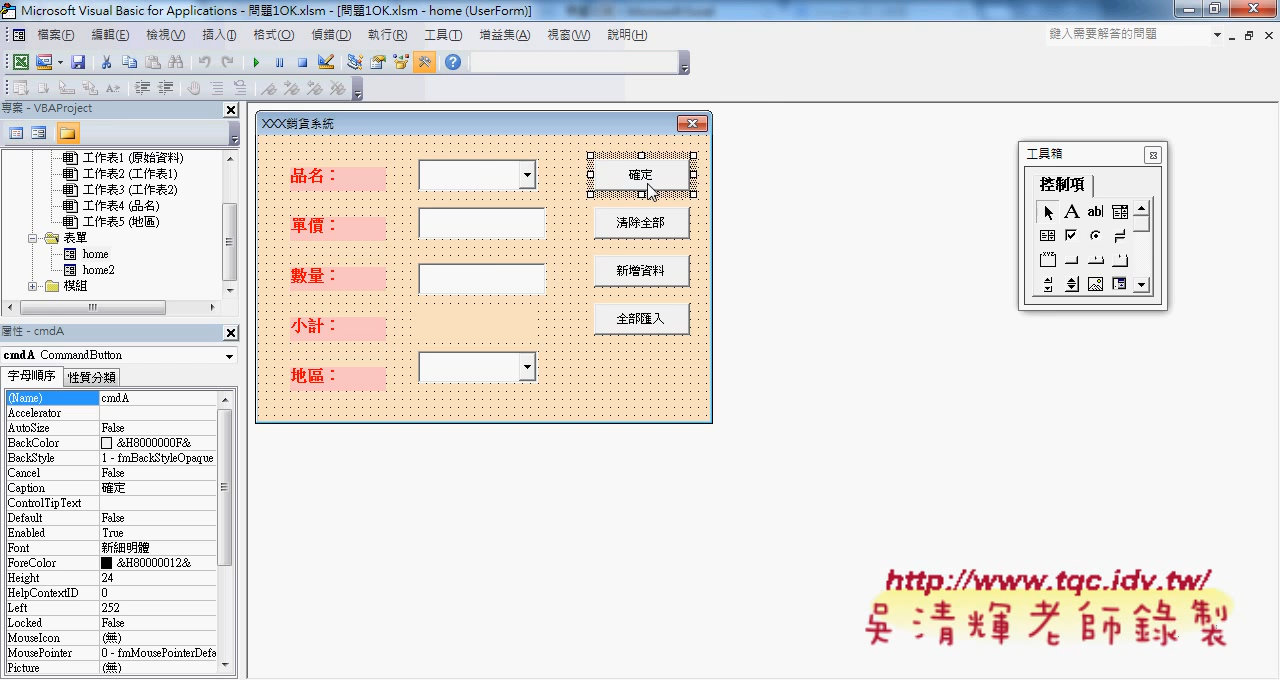 Microsoft Visual Basic for Applications - 問題1OK.xlsm - [問題1OK.xlsm - home (UserForm)]
檔案(F) 編輯(E) 檢視(V) 插入(I) 格式(O) 偵錯(D) 執行(R) 工具(T) 增益集(A) 視窗(W) 說明(H) 鍵入需要解答的問題
專案 - VBAProject
工作表1 (原始資料)
工作表2 (工作表1)
工作表3 (工作表2)
工作表4 (品名)
工作表5 (地區)
表單
home
home2
模組
屬性 - cmdA
cmdA CommandButton
字母順序 性質分類
(Name) cmdA
Accelerator
AutoSize False
BackColor &H8000000F&
BackStyle 1 - fmBackStyleOpaque
Cancel False
Caption 確定
ControlTipText
Default False
Enabled True
Font 新細明體
ForeColor &H80000012&
Height 24
HelpContextID 0
Left 252
Locked False
MouseIcon (無)
MousePointer 0 - fmMousePointerDefa
Picture (無)
XXX銷貨系統
品名：
單價：
數量：
小計：
地區：
確定
清除全部
新增資料
全部匯入
工具箱
控制項
A abl
http://www.tqc.idv.tw/
吳清輝老師錄製